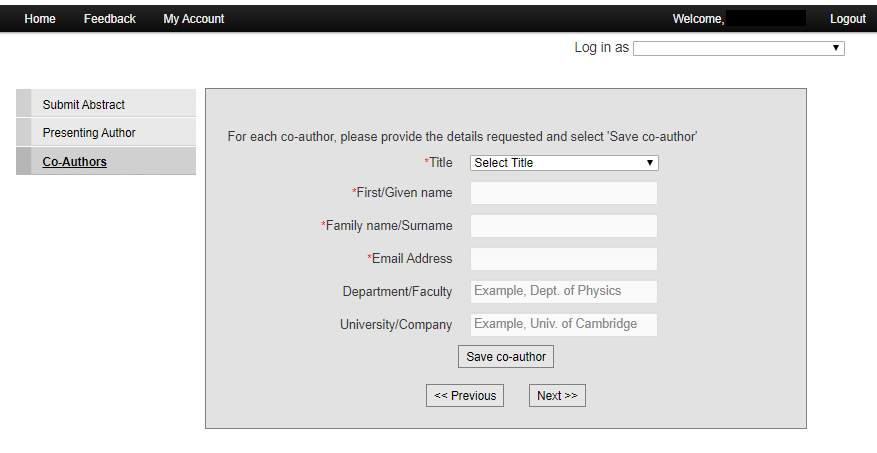 Home Feedback My Account Welcome, Logout
Log in as
Submit Abstract
Presenting Author
Co-Authors
For each co-author, please provide the details requested and select 'Save co-author'
*Title Select Title
*First/Given name
*Family name/Surname
*Email Address
Department/Faculty Example, Dept. of Physics
University/Company Example, Univ. of Cambridge
Save co-author
<< Previous Next >>